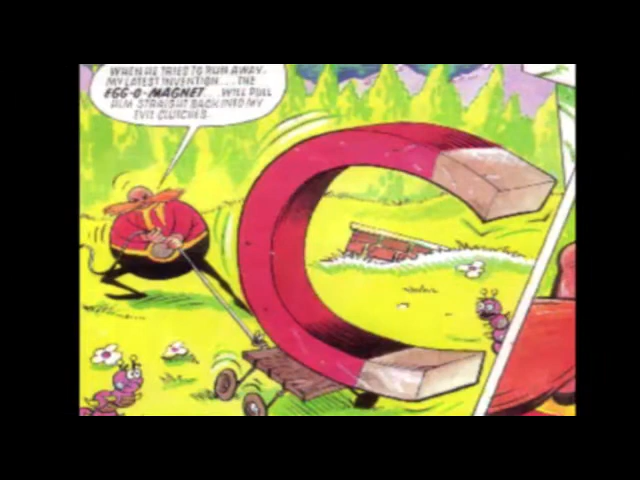 WHEN HE TRIES TO RUN AWAY,
MY LATEST INVENTION... THE
EGG-O-MAGNET... WILL PULL
HIM STRAIGHT BACK INTO MY
EVIL CLUTCHES.